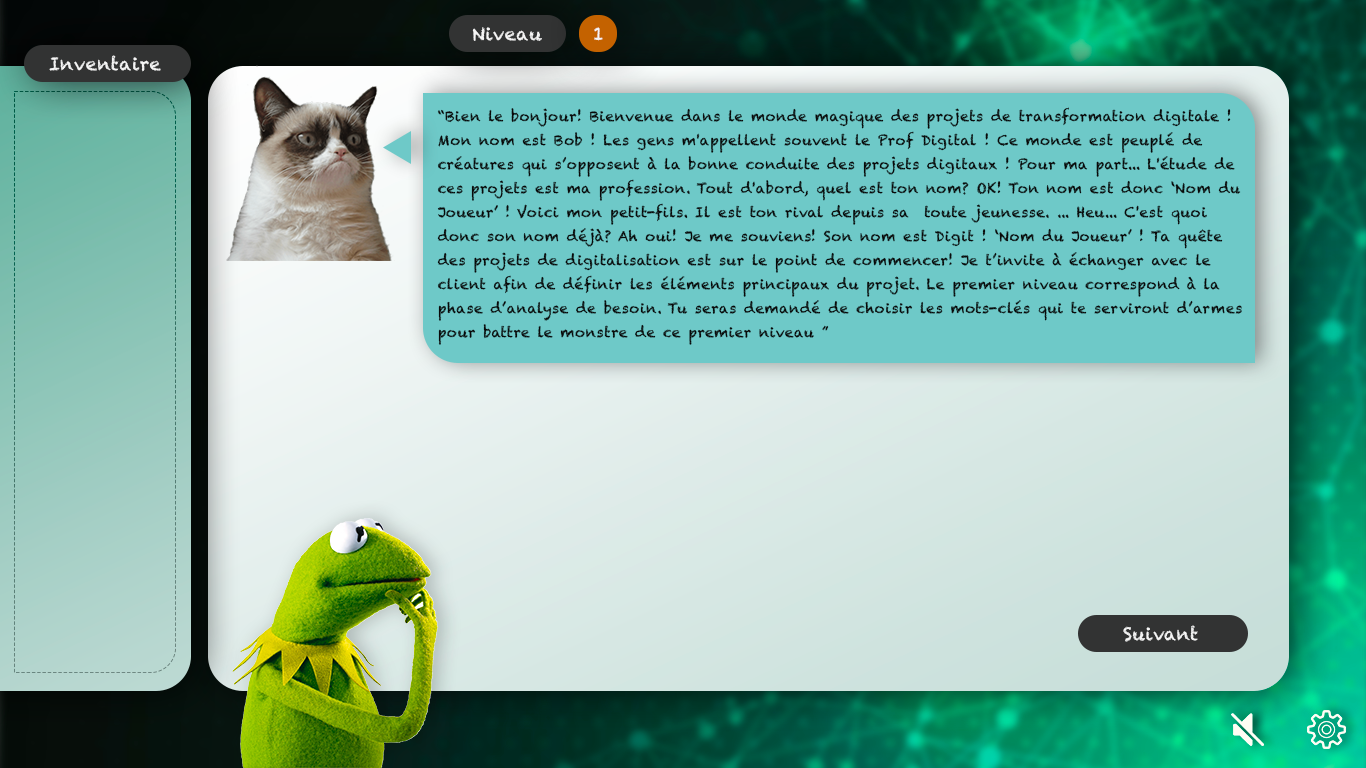 Niveau 1
Inventaire
“Bien le bonjour! Bienvenue dans le monde magique des projets de transformation digitale !
Mon nom est Bob ! Les gens m'appellent souvent le Prof Digital ! Ce monde est peuplé de
créatures qui s’opposent à la bonne conduite des projets digitaux ! Pour ma part... L'étude de
ces projets est ma profession. Tout d'abord, quel est ton nom? OK! Ton nom est donc ‘Nom du
Joueur’ ! Voici mon petit-fils. Il est ton rival depuis sa toute jeunesse. ... Heu... C'est quoi
donc son nom déjà? Ah oui! Je me souviens! Son nom est Digit ! ‘Nom du Joueur’ ! Ta quête
des projets de digitalisation est sur le point de commencer! Je t’invite à échanger avec le
client afin de définir les éléments principaux du projet. Le premier niveau correspond à la
phase d’analyse de besoin. Tu seras demandé de choisir les mots-clés qui te serviront d’armes
pour battre le monstre de ce premier niveau ”
Suivant